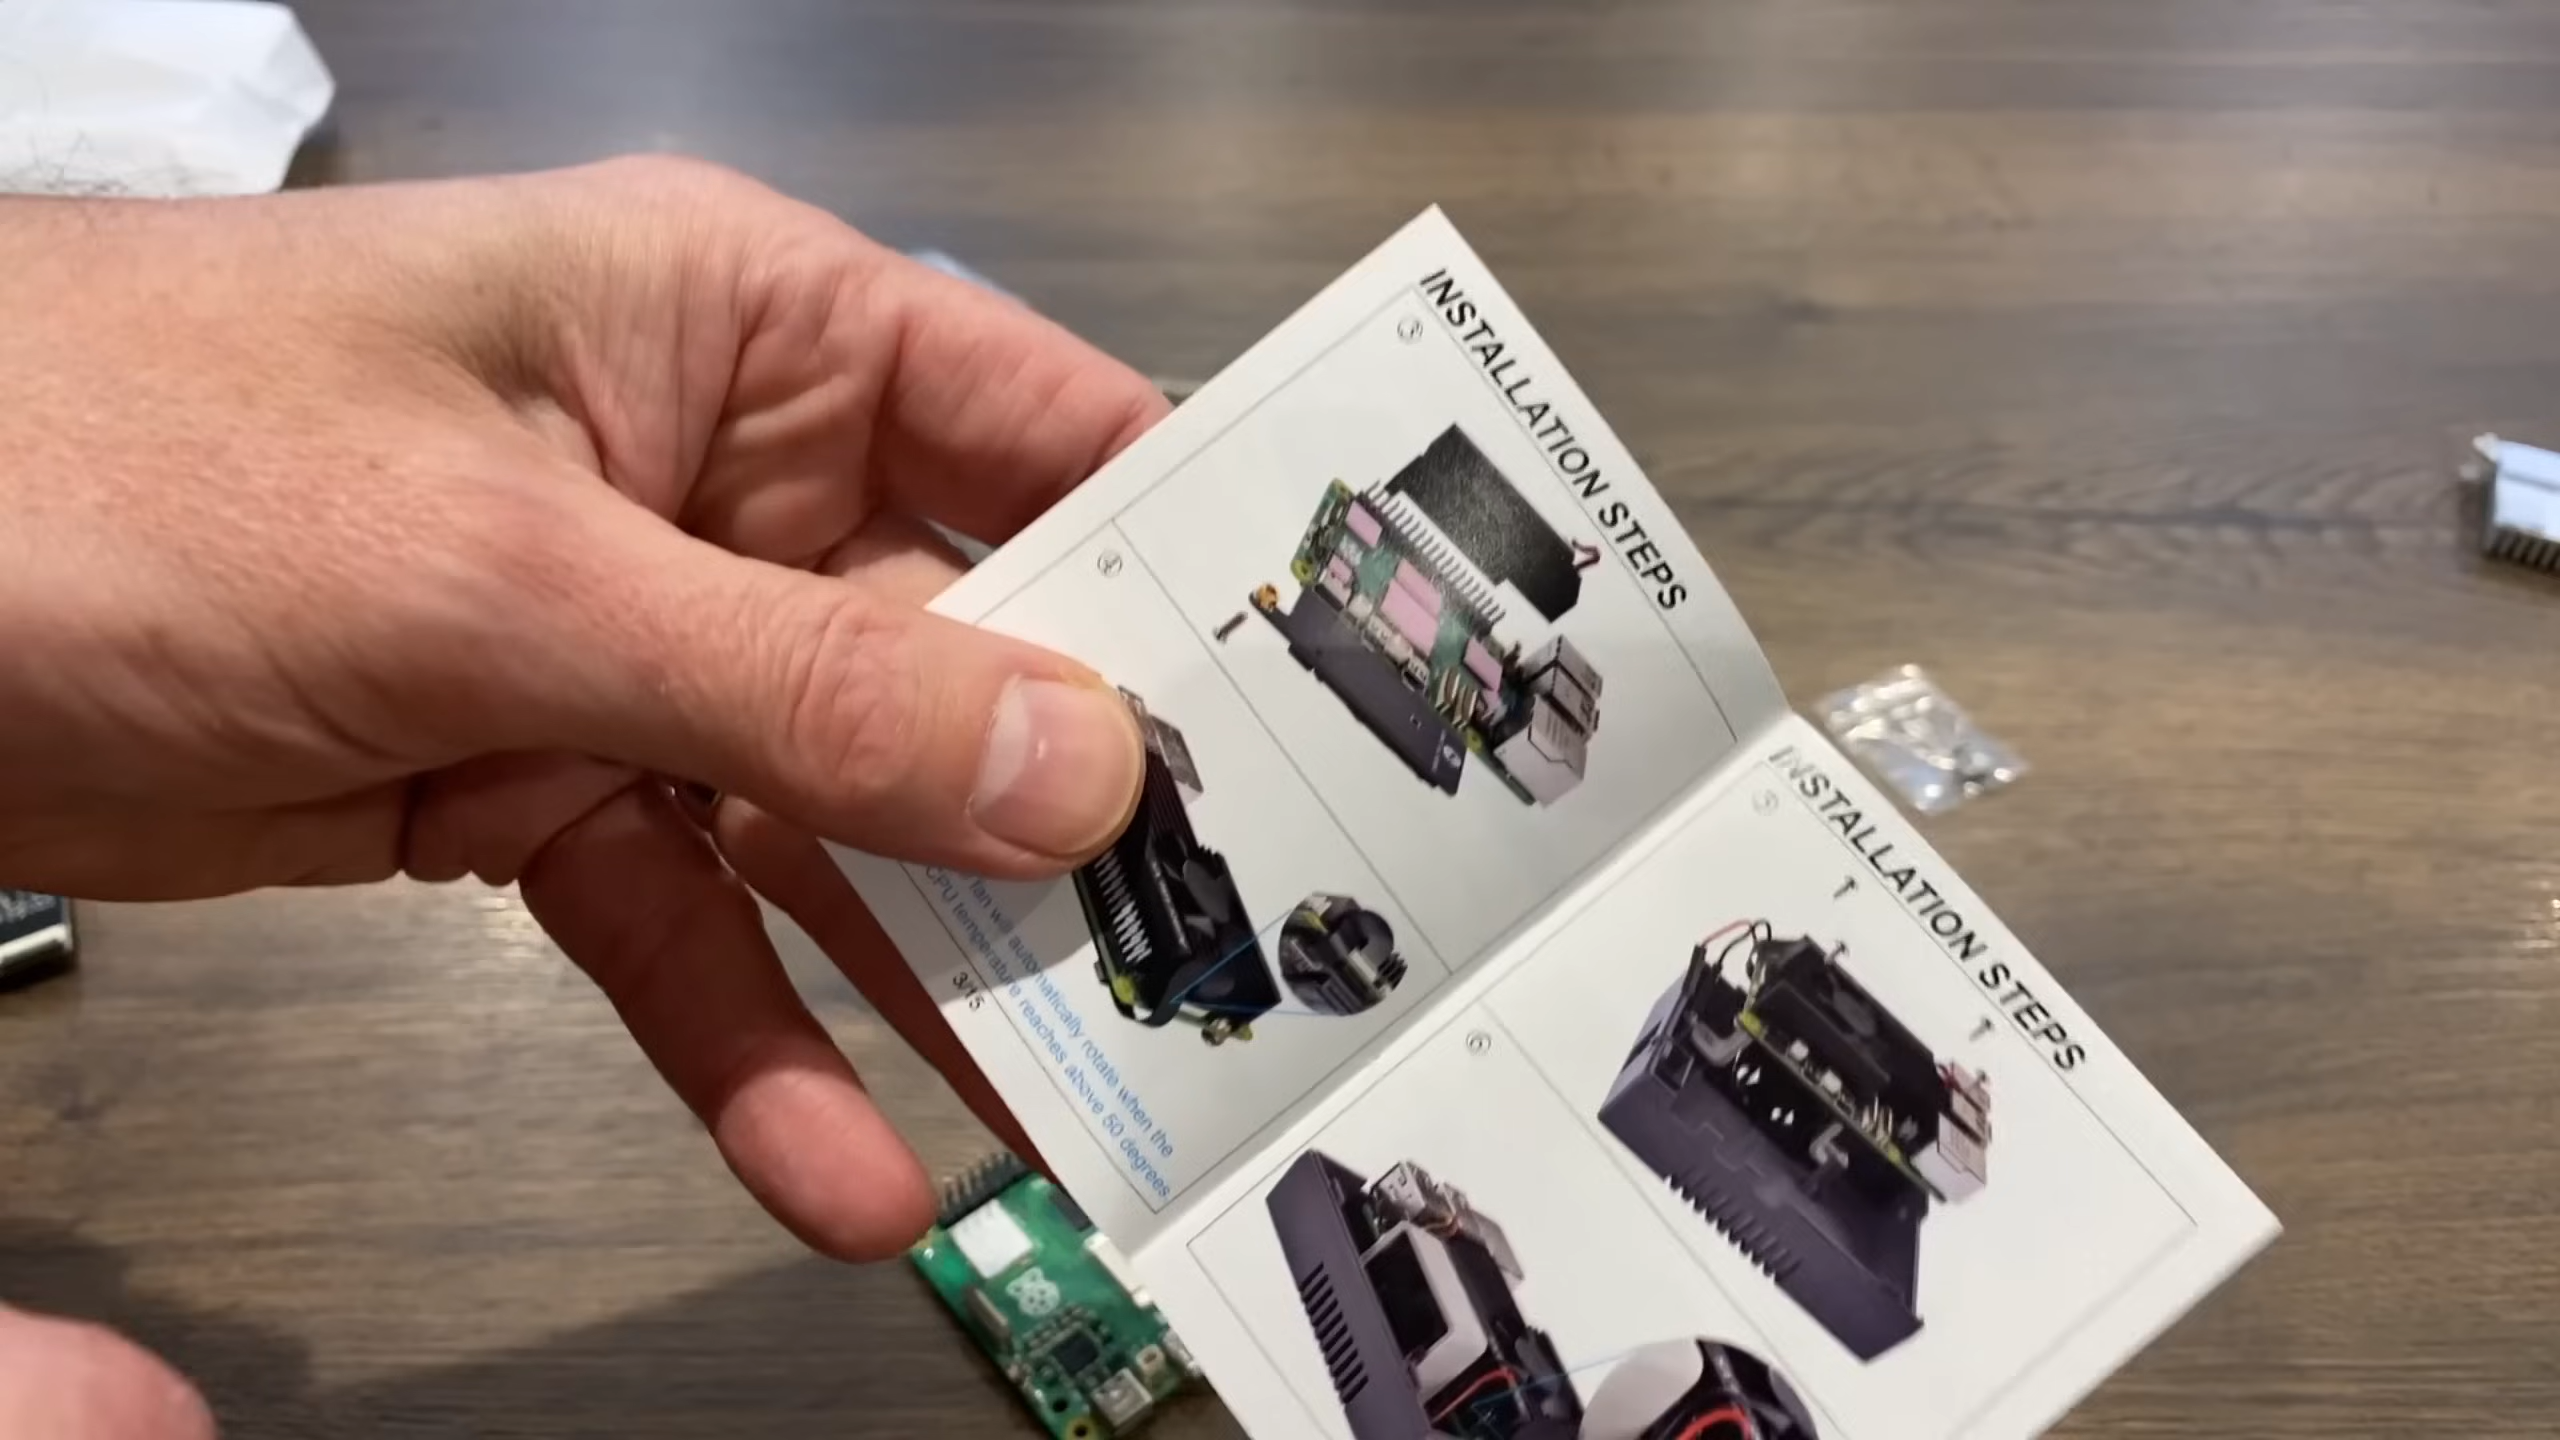 INSTALLATION STEPS
③
④
fan will automatically rotate when the
CPU temperature reaches above 50 degrees
3/15
INSTALLATION STEPS
⑤
⑥